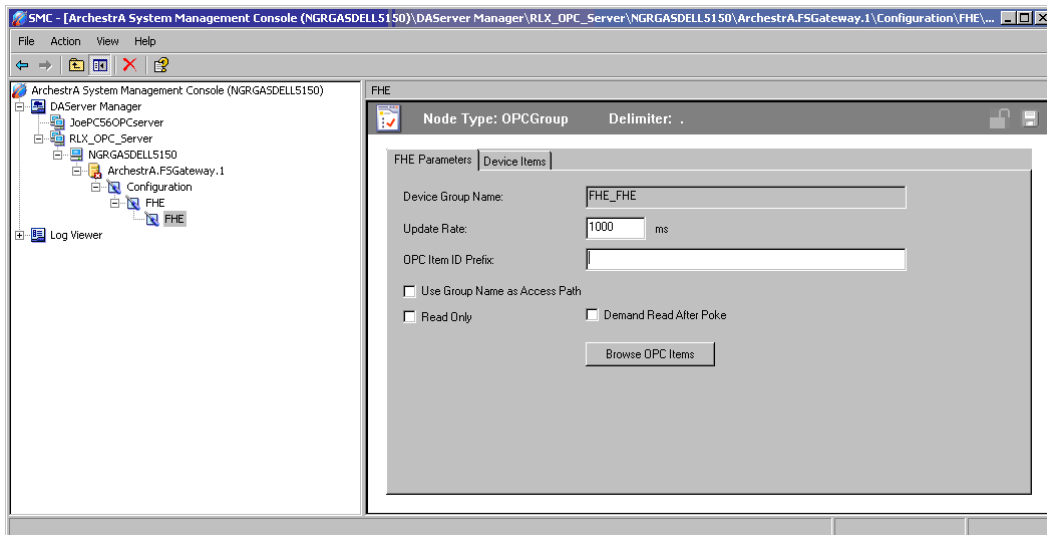 SMC - [ArchestrA System Management Console (NGRGASDELL5150)\DAServer Manager\RLX_OPC_Server\NGRGASDELL5150\ArchestrA.FSGateway.1\Configuration\FHE\...
File Action View Help
ArchestrA System Management Console (NGRGASDELL5150)
DAServer Manager
JoePC56OPCserver
RLX_OPC_Server
NGRGASDELL5150
ArchestrA.FSGateway.1
Configuration
FHE
FHE
Log Viewer
FHE
Node Type: OPCGroup Delimiter: .
FHE Parameters Device Items
Device Group Name: FHE_FHE
Update Rate: 1000 ms
OPC Item ID Prefix:
Use Group Name as Access Path
Read Only Demand Read After Poke
Browse OPC Items